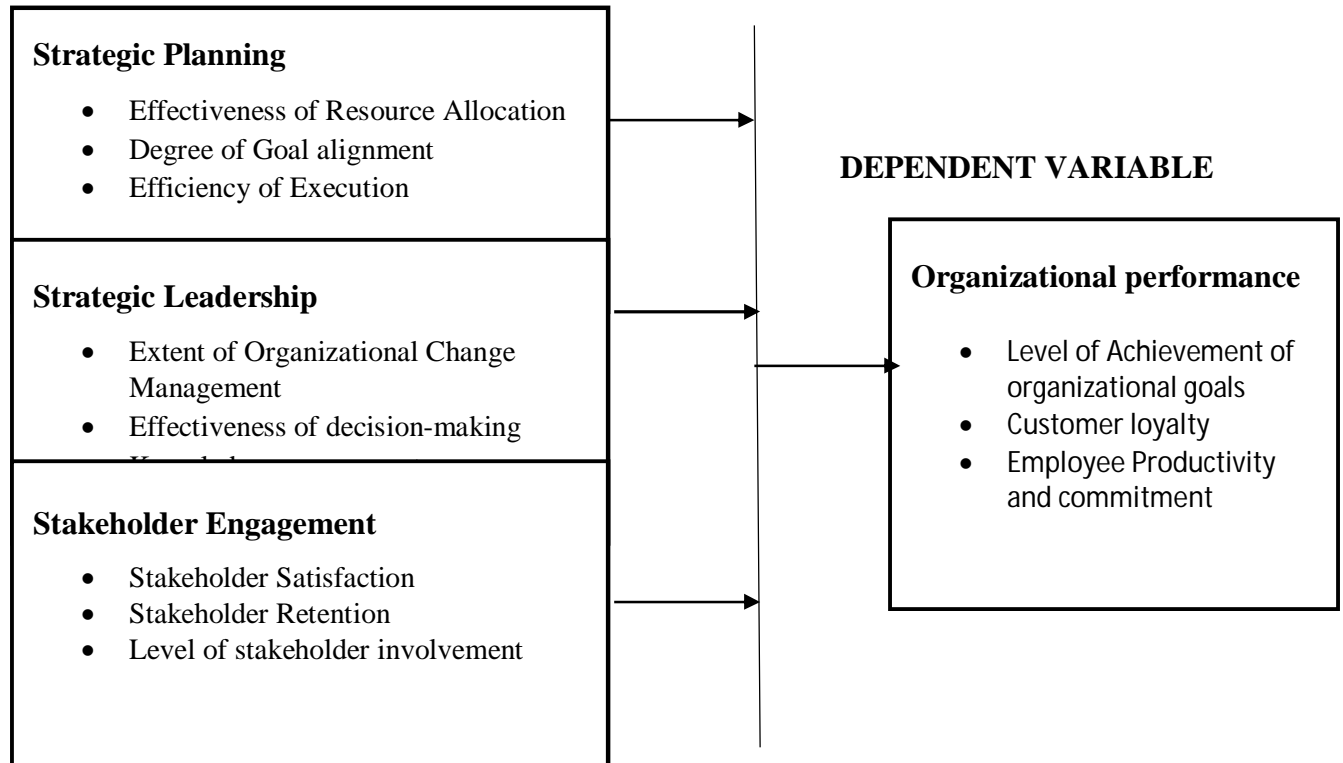 Strategic Planning
• Effectiveness of Resource Allocation
• Degree of Goal alignment
• Efficiency of Execution
Strategic Leadership
• Extent of Organizational Change
Management
• Effectiveness of decision-making
Stakeholder Engagement
• Stakeholder Satisfaction
• Stakeholder Retention
• Level of stakeholder involvement
DEPENDENT VARIABLE
Organizational performance
• Level of Achievement of
organizational goals
• Customer loyalty
• Employee Productivity
and commitment